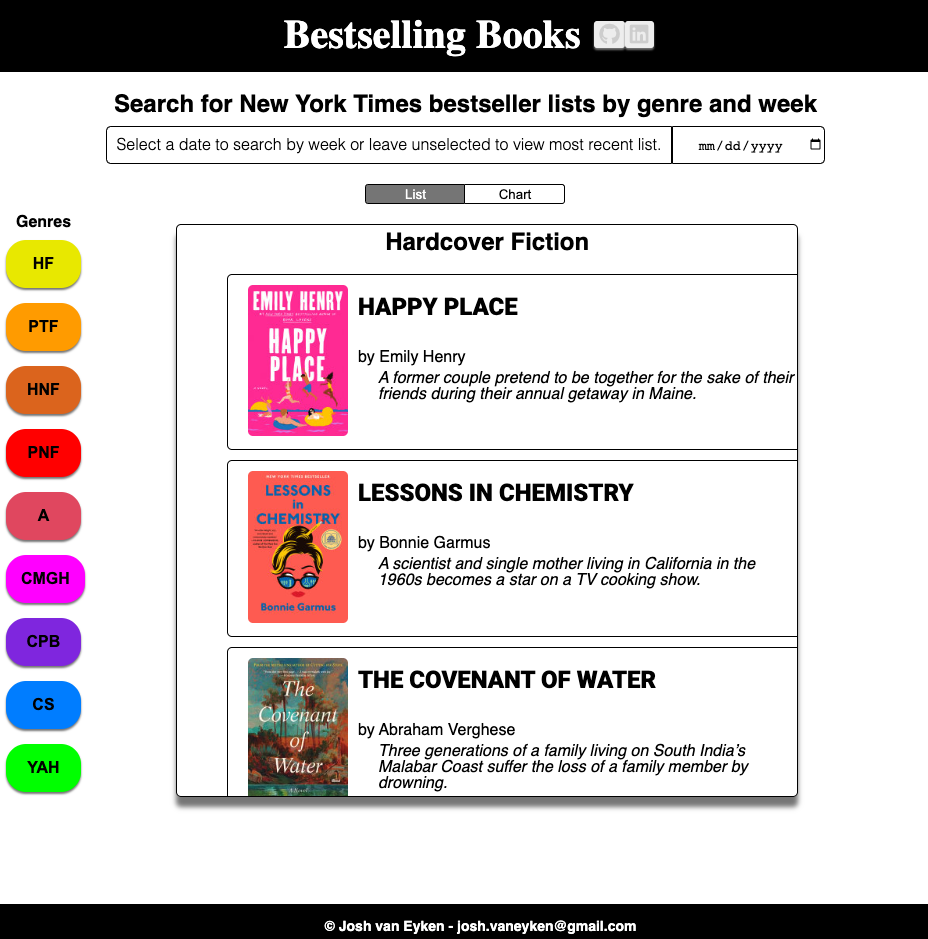 Bestselling Books
Search for New York Times bestseller lists by genre and week
Select a date to search by week or leave unselected to view most recent list.
mm/dd/yyyy
List
Chart
Genres
HF
PTF
HNF
PNF
A
CMGH
CPB
CS
YAH
Hardcover Fiction
EMILY HENRY
HAPPY
PLACE
HAPPY PLACE
by Emily Henry
A former couple pretend to be together for the sake of their
friends during their annual getaway in Maine.
NEW YORK TIMES BESTSELLER
LESSONS
in
CHEMISTRY
Bonnie Garmus
LESSONS IN CHEMISTRY
by Bonnie Garmus
A scientist and single mother living in California in the
1960s becomes a star on a TV cooking show.
The
Covenant
of
Water
THE COVENANT OF WATER
by Abraham Verghese
Three generations of a family living on South India’s
Malabar Coast suffer the loss of a family member by
drowning.
© Josh van Eyken - josh.vaneyken@gmail.com